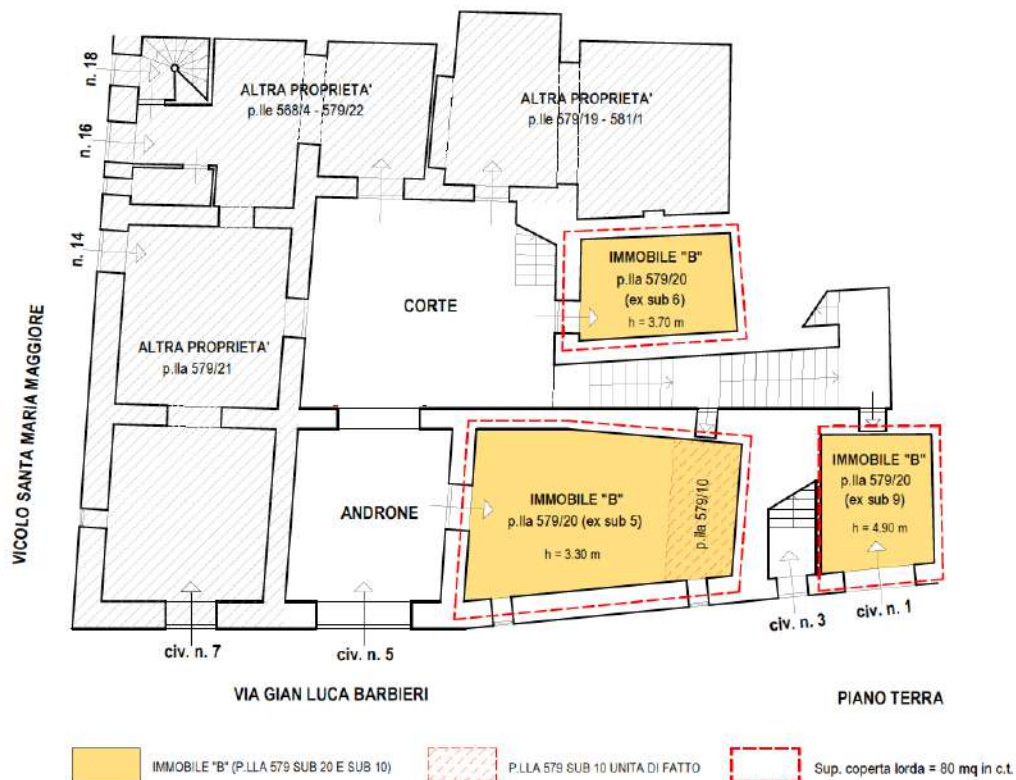 n. 18
ALTRA PROPRIETA'
p.lle 568/4 - 579/22
ALTRA PROPRIETA'
p.lle 579/19 - 581/1
n. 16
n. 14
IMMOBILE "B"
p.lla 579/20
(ex sub 6)
h = 3.70 m
CORTE
ALTRA PROPRIETA'
p.lla 579/21
VICOLO SANTA MARIA MAGGIORE
ANDRONE
IMMOBILE "B"
p.lla 579/20 (ex sub 5)
h = 3.30 m
p.lla 579/10
IMMOBILE "B"
p.lla 579/20
(ex sub 9)
h = 4.90 m
civ. n. 7
civ. n. 5
civ. n. 3
civ. n. 1
VIA GIAN LUCA BARBIERI
PIANO TERRA
IMMOBILE "B" (P.LLA 579 SUB 20 E SUB 10)
P.LLA 579 SUB 10 UNITA DI FATTO
Sup. coperta lorda = 80 mq in c.t.